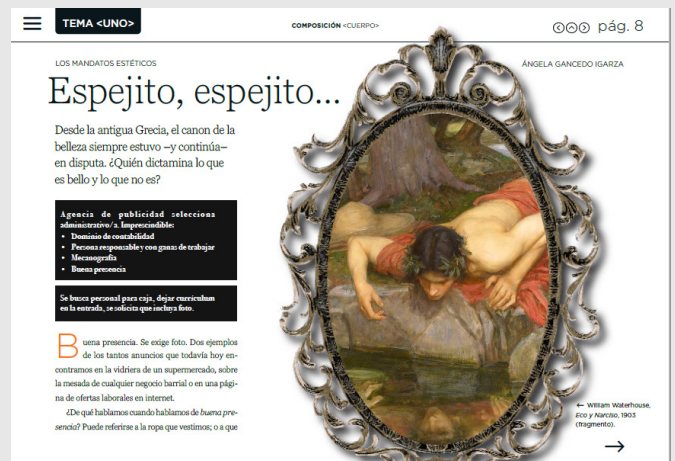 TEMA <UNO>
COMPOSICIÓN <CUERPO>
pág. 8
LOS MANDATOS ESTÉTICOS
ÁNGELA GANCEDO IGARZA
Espejito, espejito...
Desde la antigua Grecia, el canon de la
belleza siempre estuvo –y continúa–
en disputa. ¿Quién dictamina lo que
es bello y lo que no es?
Agencia de publicidad selecciona
administrativo/a. Imprescindible:
• Dominio de contabilidad
• Persona responsable y con ganas de trabajar
• Mecanografía
• Buena presencia
Se busca personal para caja, dejar currículum
en la entrada, se solicita que incluya foto.
Buena presencia. Se exige foto. Dos ejemplos
de los tantos anuncios que todavía hoy en-
contramos en la vidriera de un supermercado, sobre
la mesada de cualquier negocio barrial o en una pági-
na de ofertas laborales en internet.
¿De qué hablamos cuando hablamos de buena pre-
sencia? Puede referirse a la ropa que vestimos; o a que
← William Waterhouse,
Eco y Narciso, 1903
(fragmento).
→